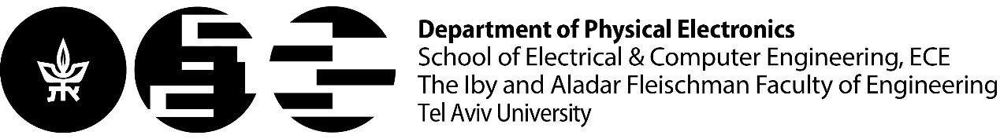 את
Department of Physical Electronics
School of Electrical & Computer Engineering, ECE
The Iby and Aladar Fleischman Faculty of Engineering
Tel Aviv University